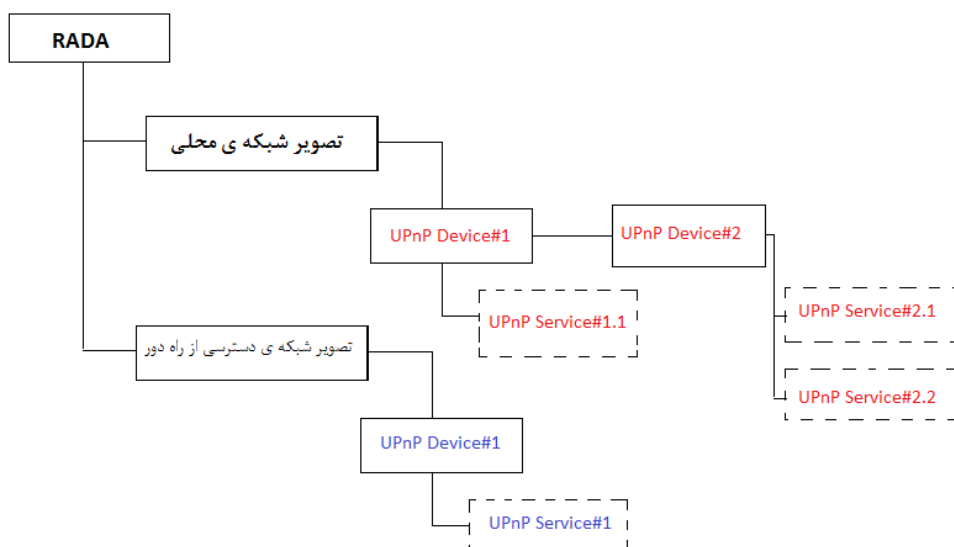 RADA
تصویر شبکه ی محلی
UPnP Device#1
UPnP Device#2
UPnP Service#1.1
UPnP Service#2.1
UPnP Service#2.2
تصویر شبکه ی دسترسی از راه دور
UPnP Device#1
UPnP Service#1